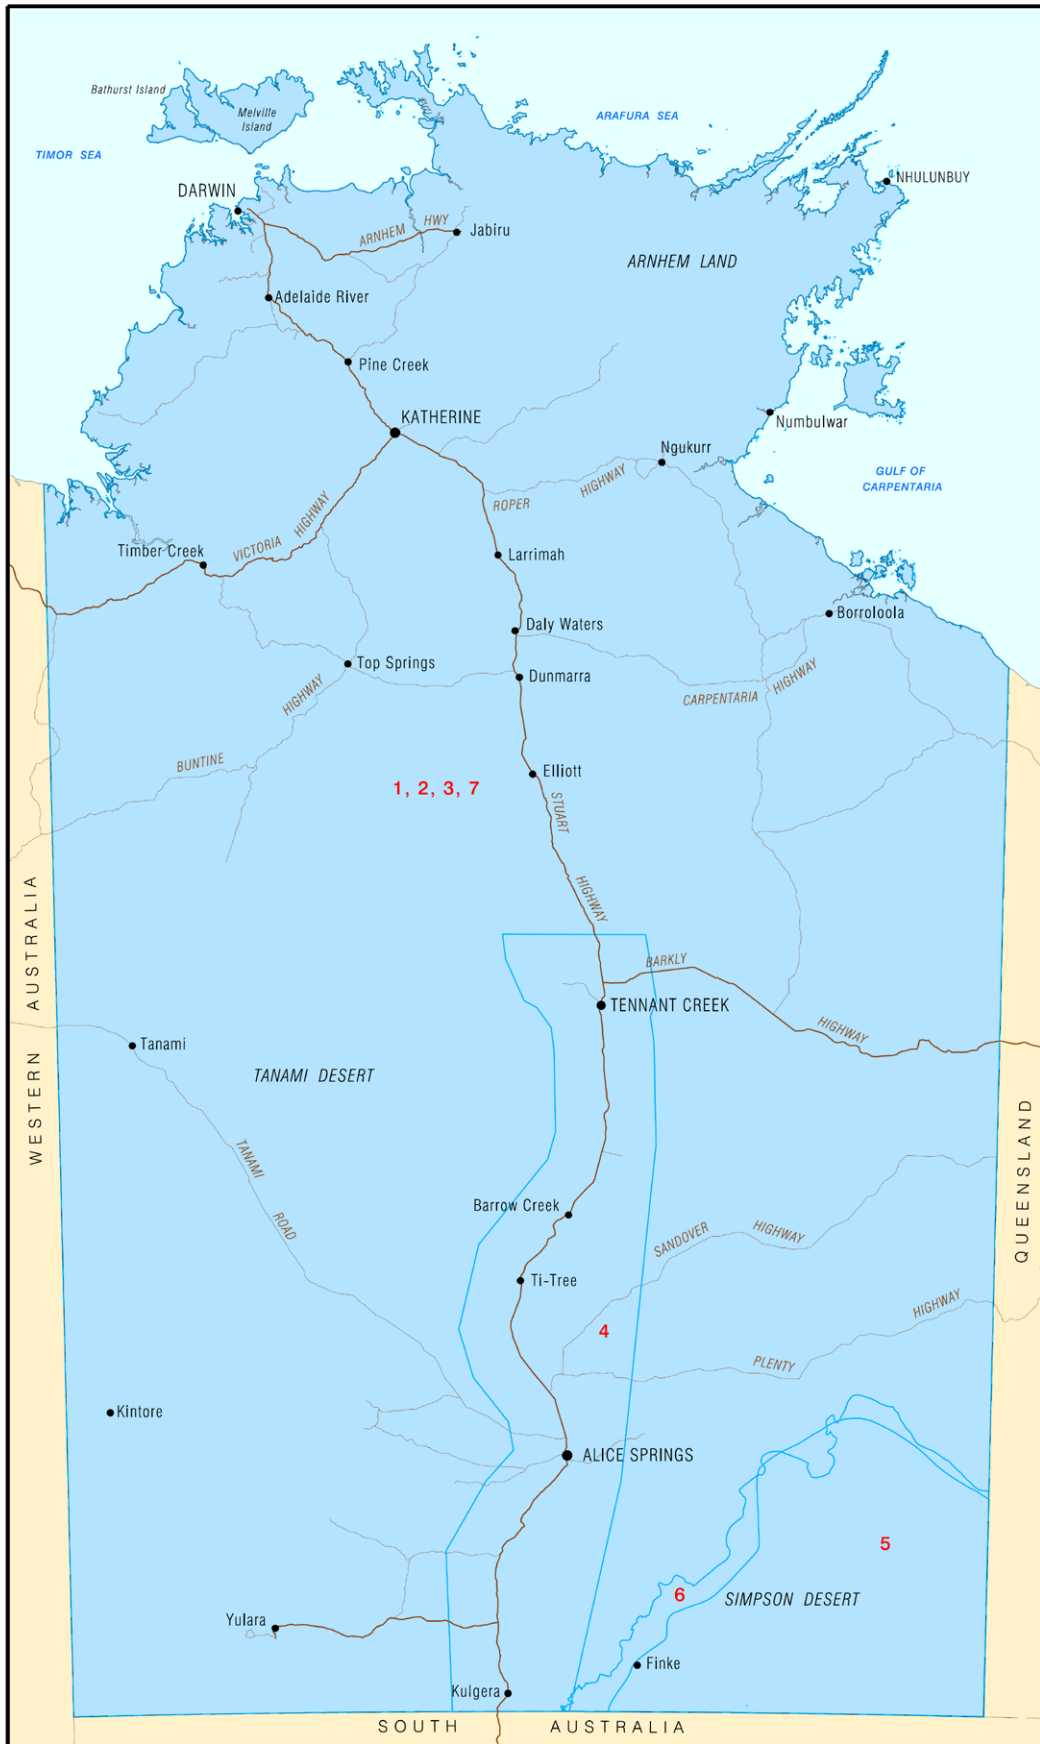 Bathurst Island
Melville
Island
ARAFURA SEA
TIMOR SEA
DARWIN
NHULUNBUY
ARNHEM HWY
Jabiru
ARNHEM LAND
Adelaide River
Pine Creek
KATHERINE
Numbulwar
Ngukurr
GULF OF
CARPENTARIA
ROPER HIGHWAY
VICTORIA HIGHWAY
Timber Creek
Larrimah
Daly Waters
Borroloola
Top Springs
Dunmarra
CARPENTARIA HIGHWAY
BUNTINE HIGHWAY
Elliott
1, 2, 3, 7
STUART HIGHWAY
BARKLY HIGHWAY
TENNANT CREEK
WESTERN AUSTRALIA
Tanami
TANAMI DESERT
TANAMI ROAD
QUEENSLAND
Barrow Creek
SANDOVER HIGHWAY
Ti-Tree
4
PLENTY HIGHWAY
Kintore
ALICE SPRINGS
5
6
SIMPSON DESERT
Yulara
Finke
Kulgera
SOUTH AUSTRALIA